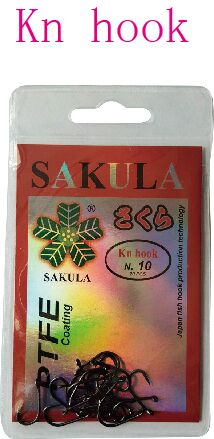 Kn hook
SAKULA
®
さくら
Kn hook
N. 10
SAKULA
PTFE
Coating
Japan fish hook production technology